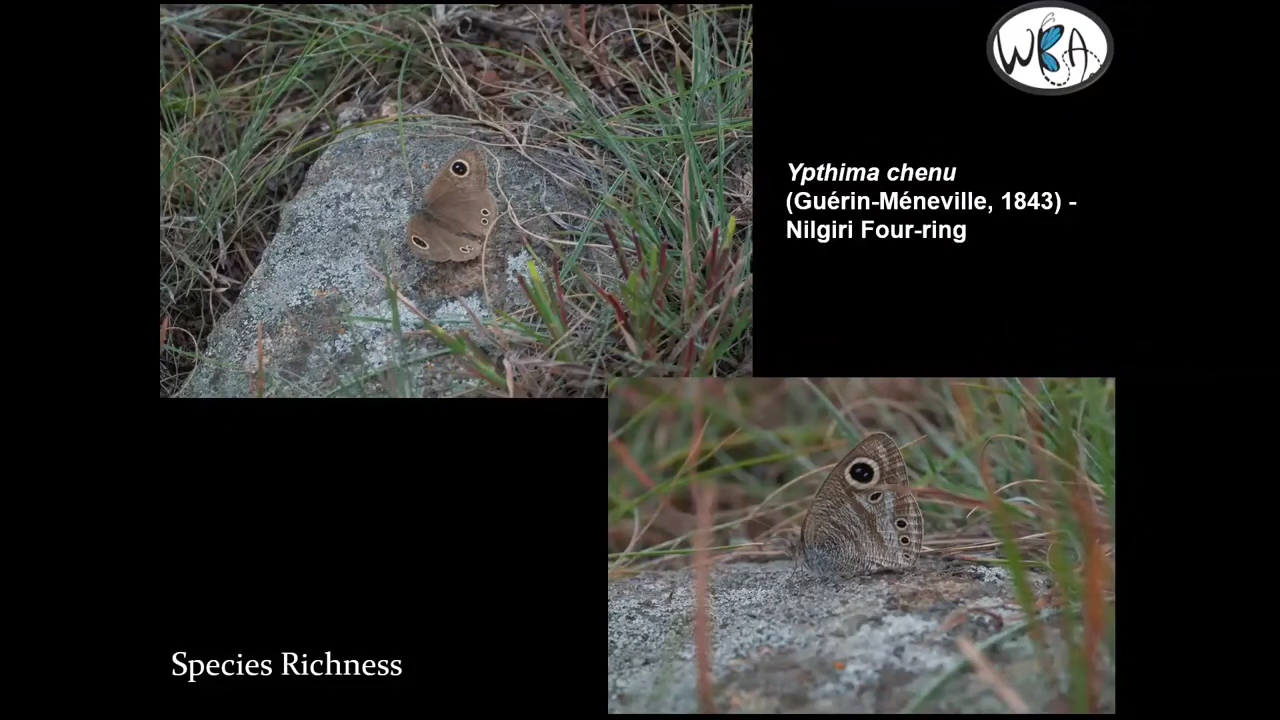 WBA
Ypthima chenu
(Guérin-Méneville, 1843) -
Nilgiri Four-ring
Species Richness